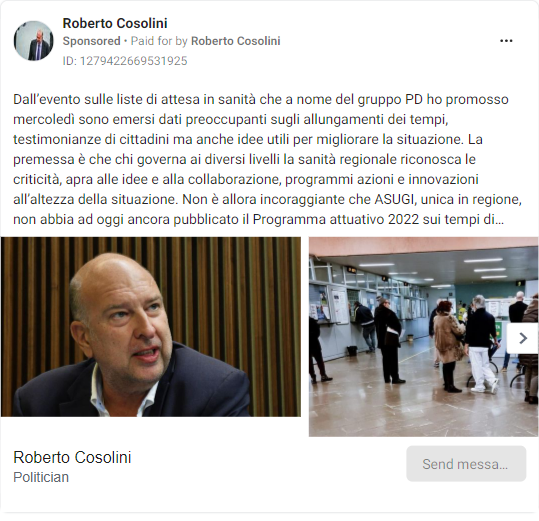 Roberto Cosolini
Sponsored • Paid for by Roberto Cosolini
ID: 1279422669531925
Dall'evento sulle liste di attesa in sanità che a nome del gruppo PD ho promosso
mercoledì sono emersi dati preoccupanti sugli allungamenti dei tempi,
testimonianze di cittadini ma anche idee utili per migliorare la situazione. La
premessa è che chi governa ai diversi livelli la sanità regionale riconosca le
criticità, apra alle idee e alla collaborazione, programmi azioni e innovazioni
all'altezza della situazione. Non è allora incoraggiante che ASUGI, unica in regione,
non abbia ad oggi ancora pubblicato il Programma attuativo 2022 sui tempi di...
Roberto Cosolini
Politician
Send messa...